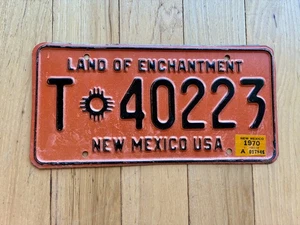 LAND OF ENCHANTMENT
T 40223
NEW MEXICO
1970
A
NEW MEXICO USA